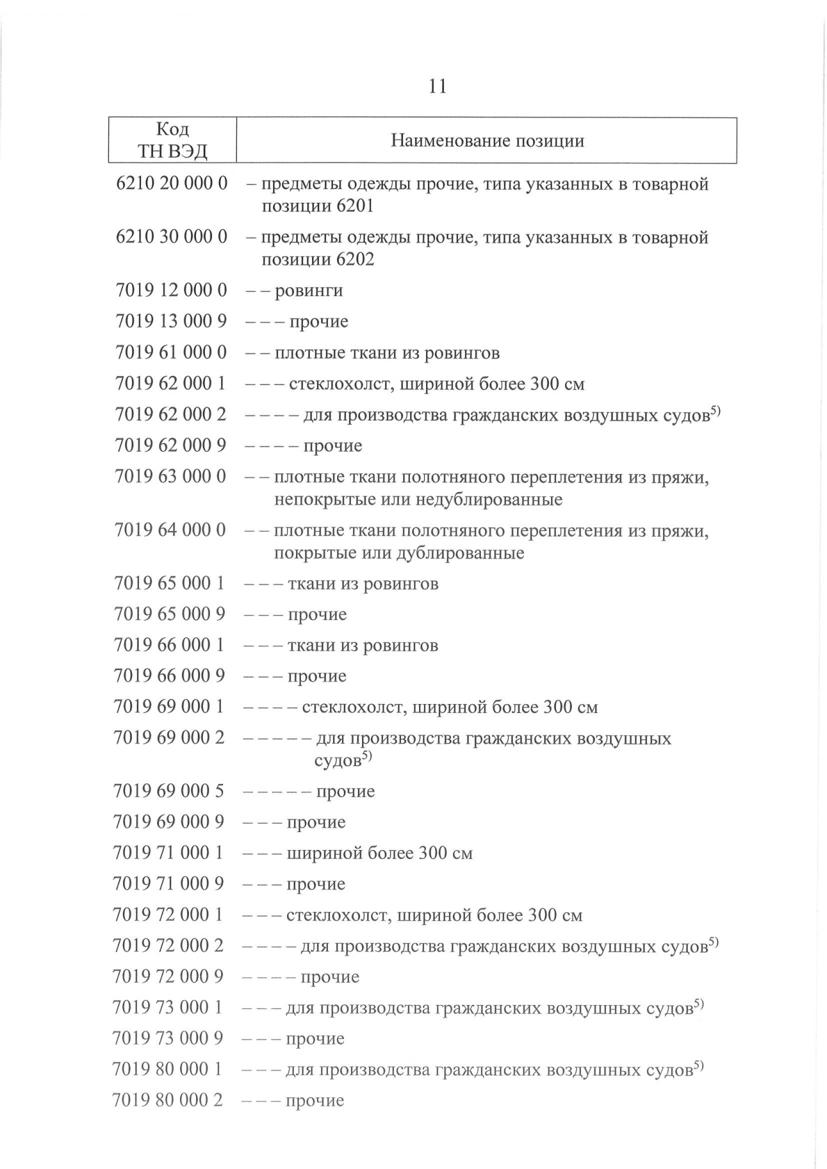 11
Код
ТН ВЭД
Наименование позиции
6210 20 000 0 – предметы одежды прочие, типа указанных в товарной
позиции 6201
6210 30 000 0 – предметы одежды прочие, типа указанных в товарной
позиции 6202
7019 12 000 0 – – ровинги
7019 13 000 9 – – – прочие
7019 61 000 0 – – плотные ткани из ровингов
7019 62 000 1 – – – стеклохолст, шириной более 300 см
7019 62 000 2 – – – – для производства гражданских воздушных судов⁵⁾
7019 62 000 9 – – – – прочие
7019 63 000 0 – – плотные ткани полотняного переплетения из пряжи,
непокрытые или недублированные
7019 64 000 0 – – плотные ткани полотняного переплетения из пряжи,
покрытые или дублированные
7019 65 000 1 – – – ткани из ровингов
7019 65 000 9 – – – прочие
7019 66 000 1 – – – ткани из ровингов
7019 66 000 9 – – – прочие
7019 69 000 1 – – – – стеклохолст, шириной более 300 см
7019 69 000 2 – – – – – для производства гражданских воздушных
судов⁵⁾
7019 69 000 5 – – – – – прочие
7019 69 000 9 – – – прочие
7019 71 000 1 – – – шириной более 300 см
7019 71 000 9 – – – прочие
7019 72 000 1 – – – стеклохолст, шириной более 300 см
7019 72 000 2 – – – – для производства гражданских воздушных судов⁵⁾
7019 72 000 9 – – – – прочие
7019 73 000 1 – – – для производства гражданских воздушных судов⁵⁾
7019 73 000 9 – – – прочие
7019 80 000 1 – – – для производства гражданских воздушных судов⁵⁾
7019 80 000 2 – – – прочие